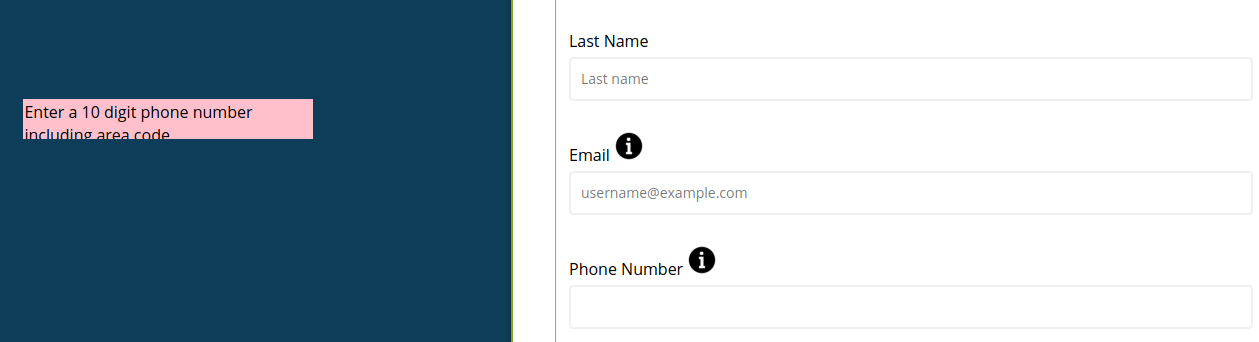 Enter a 10 digit phone number
including area code
Last Name
Last name
Email
username@example.com
Phone Number